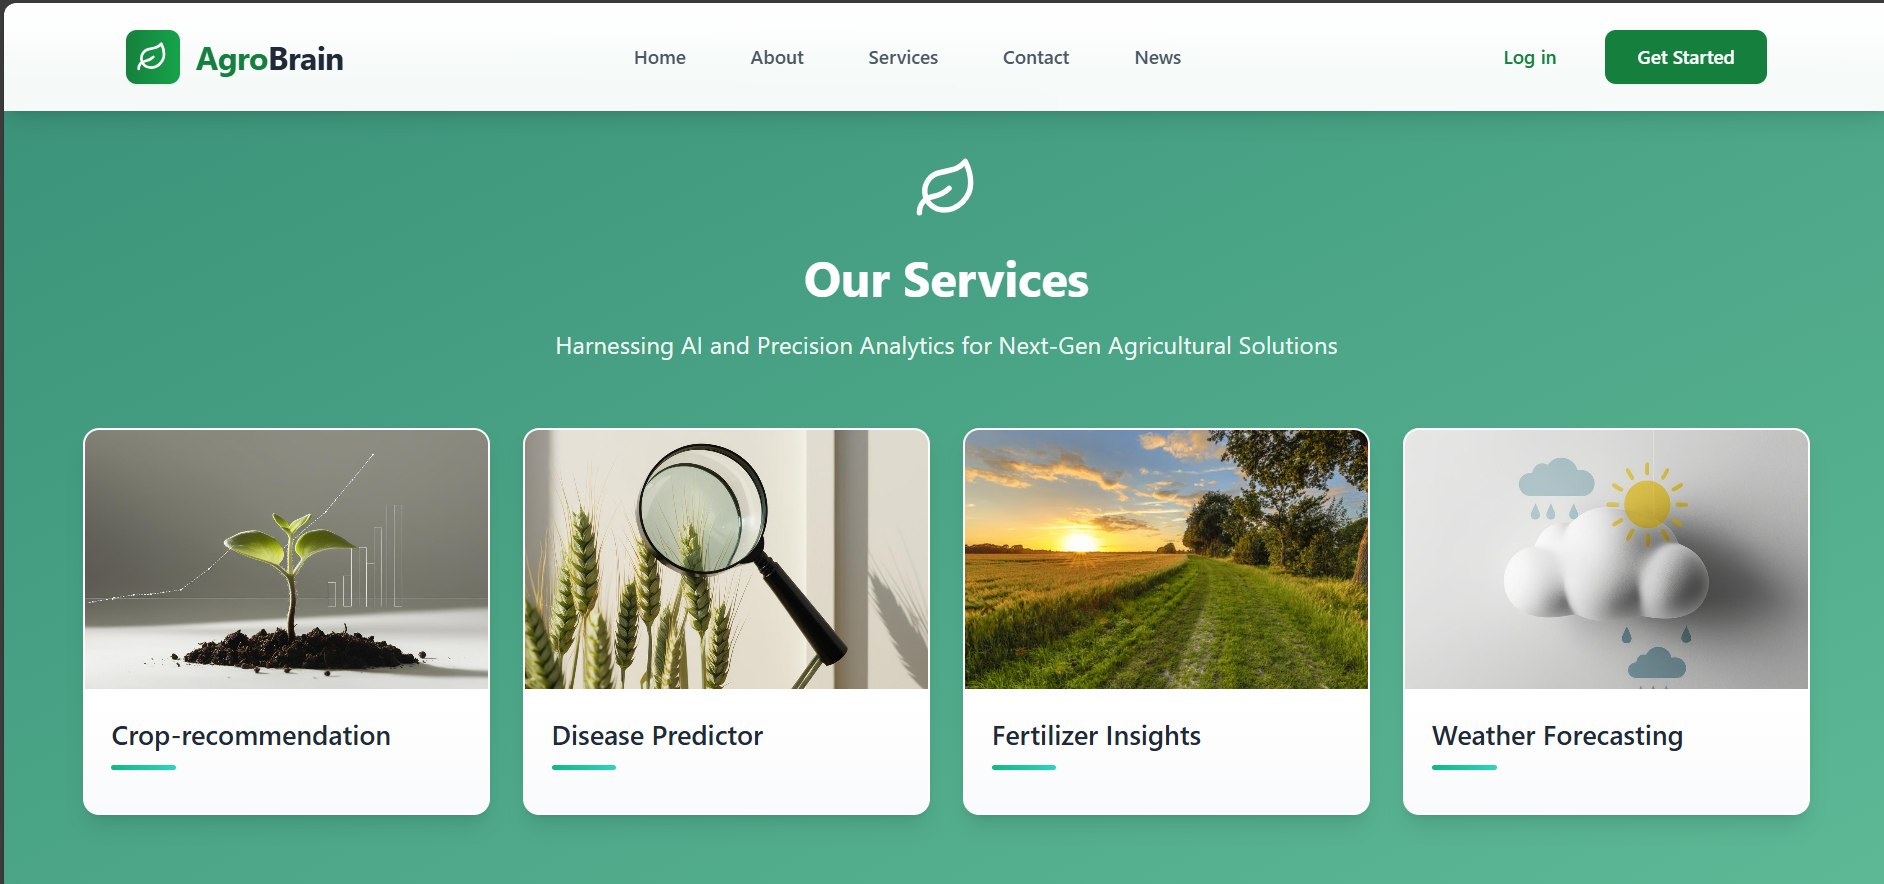 AgroBrain
Home
About
Services
Contact
News
Log in
Get Started
Our Services
Harnessing AI and Precision Analytics for Next-Gen Agricultural Solutions
Crop-recommendation
Disease Predictor
Fertilizer Insights
Weather Forecasting